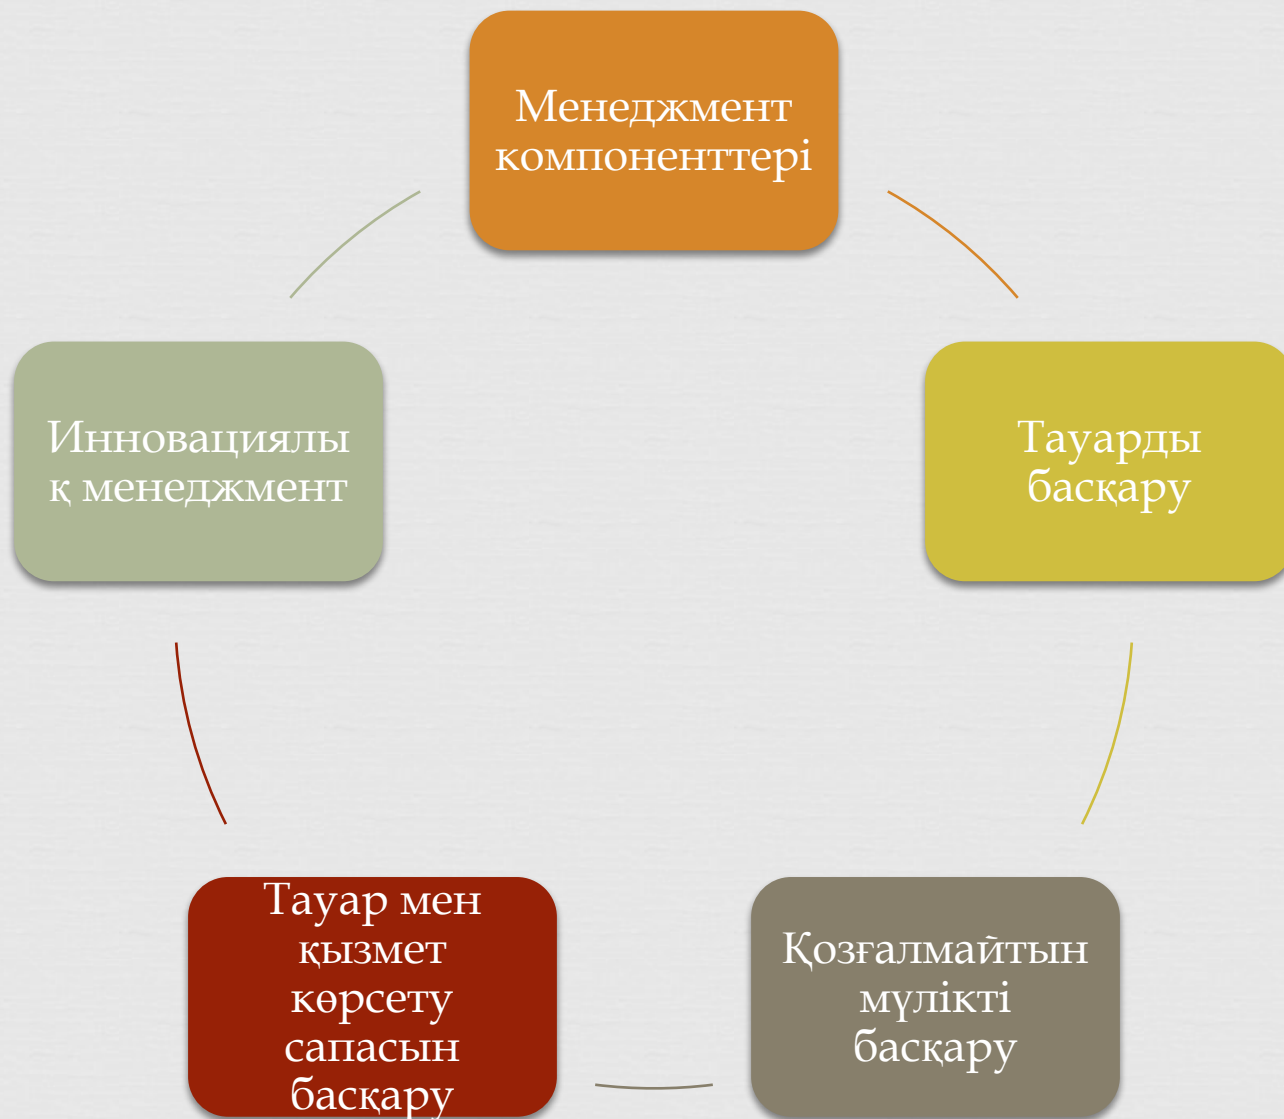 Менеджмент
компоненттері
Тауарды
басқару
Қозғалмайтын
мүлікті
басқару
Тауар мен
қызмет
көрсету
сапасын
басқару
Инновациялы
қ менеджмент